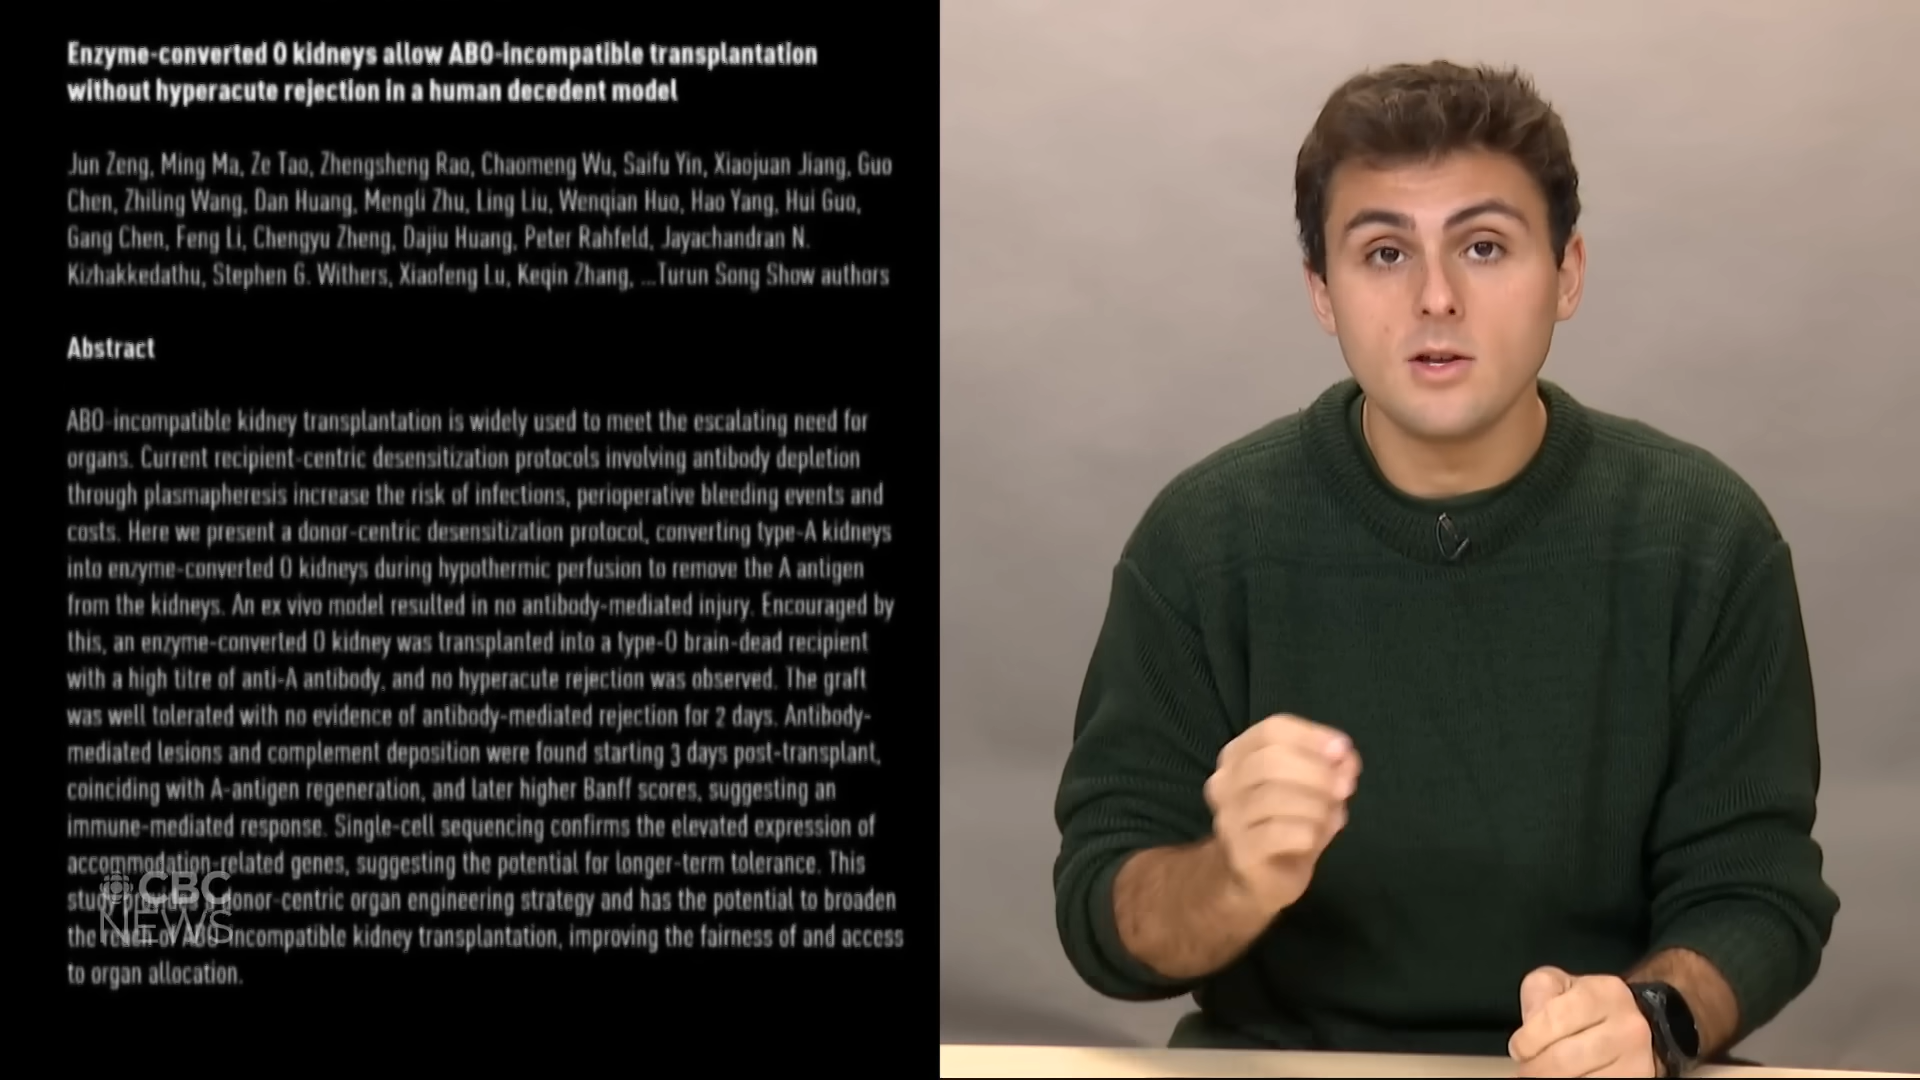 Enzyme-converted O kidneys allow ABO-incompatible transplantation
without hyperacute rejection in a human decedent model
Jun Zeng, Ming Ma, Ze Tao, Zhengsheng Rao, Chaomeng Wu, Saifu Yin, Xiaojuan Jiang, Guo
Chen, Zhiling Wang, Dan Huang, Mengli Zhu, Ling Liu, Wenqian Huo, Hao Yang, Hui Guo,
Gang Chen, Feng Li, Chengyu Zheng, Dajiu Huang, Peter Rahfeld, Jayachandran N.
Kizhakkedathu, Stephen G. Withers, Xiaofeng Lu, Keqin Zhang, ...Turun Song Show authors
Abstract
ABO-incompatible kidney transplantation is widely used to meet the escalating need for
organs. Current recipient-centric desensitization protocols involving antibody depletion
through plasmapheresis increase the risk of infections, perioperative bleeding events and
costs. Here we present a donor-centric desensitization protocol, converting type-A kidneys
into enzyme-converted O kidneys during hypothermic perfusion to remove the A antigen
from the kidneys. An ex vivo model resulted in no antibody-mediated injury. Encouraged by
this, an enzyme-converted O kidney was transplanted into a type-O brain-dead recipient
with a high titre of anti-A antibody, and no hyperacute rejection was observed. The graft
was well tolerated with no evidence of antibody-mediated rejection for 2 days. Antibody-
mediated lesions and complement deposition were found starting 3 days post-transplant,
coinciding with A-antigen regeneration, and later higher Banff scores, suggesting an
immune-mediated response. Single-cell sequencing confirms the elevated expression of
accommodation-related genes, suggesting the potential for longer-term tolerance. This
donor-centric organ engineering strategy and has the potential to broaden
the reach of ABO-incompatible kidney transplantation, improving the fairness of and access
to organ allocation.
CBC
NEWS